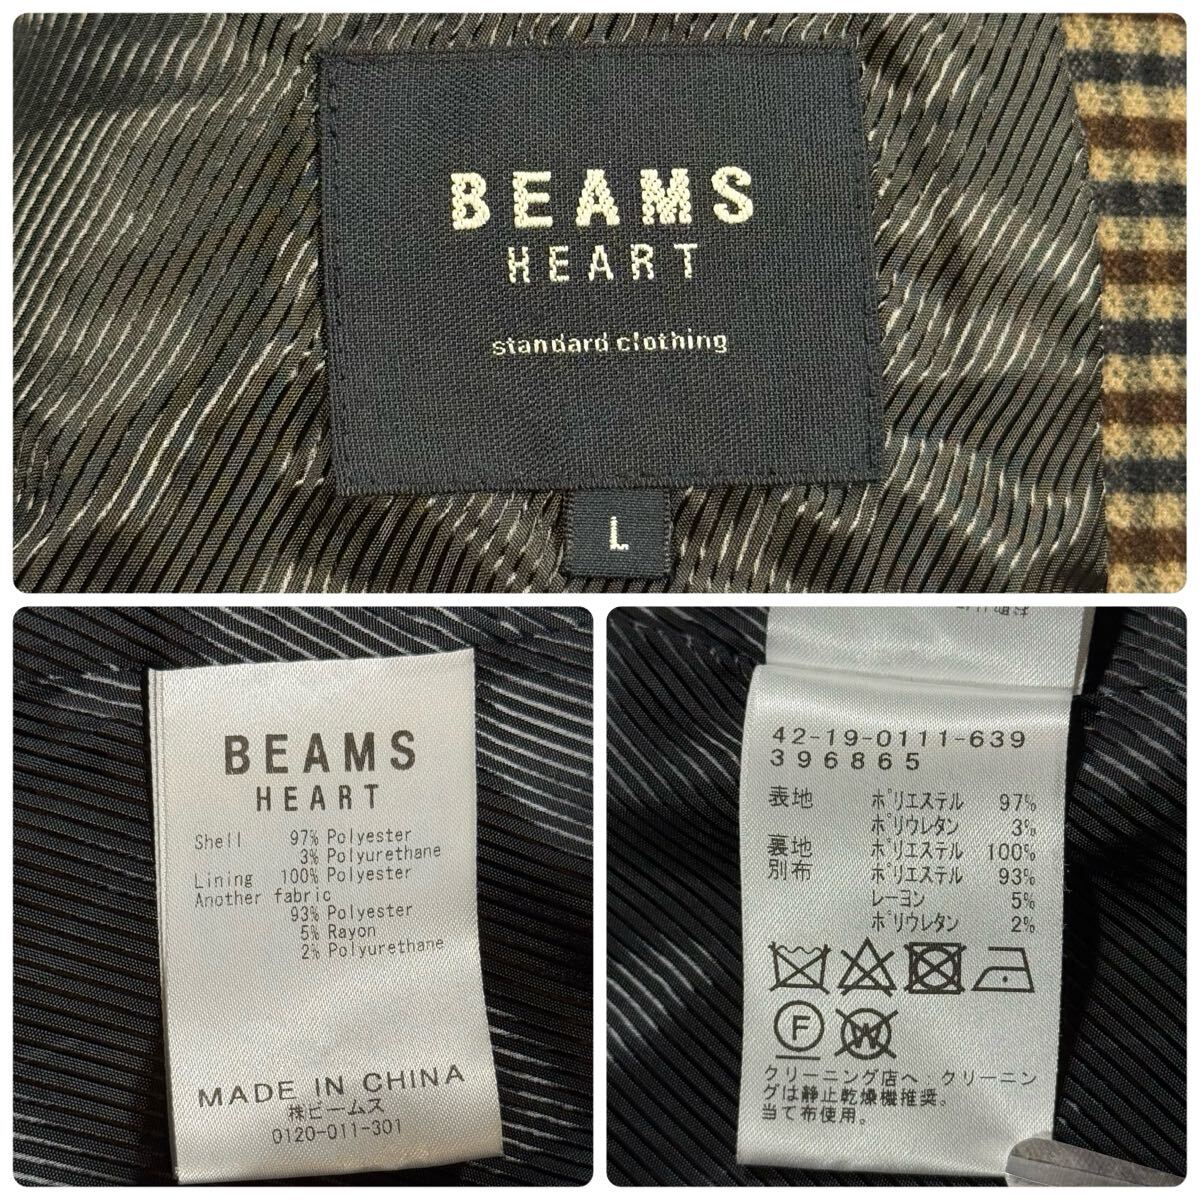 BEAMS
HEART
standard clothing
L
BEAMS
HEART
Shell 97% Polyester
3% Polyurethane
Lining 100% Polyester
Another fabric
93% Polyester
5% Rayon
2% Polyurethane
MADE IN CHINA
㈱ビームス
0120-011-301
42-19-0111-639
396865
表地 ポリエステル 97%
ポリウレタン 3%
裏地 ポリエステル 100%
別布 ポリエステル 93%
レーヨン 5%
ポリウレタン 2%
F
W
クリーニング店へ・クリーニン
グは静止乾燥機推奨。
当て布使用。